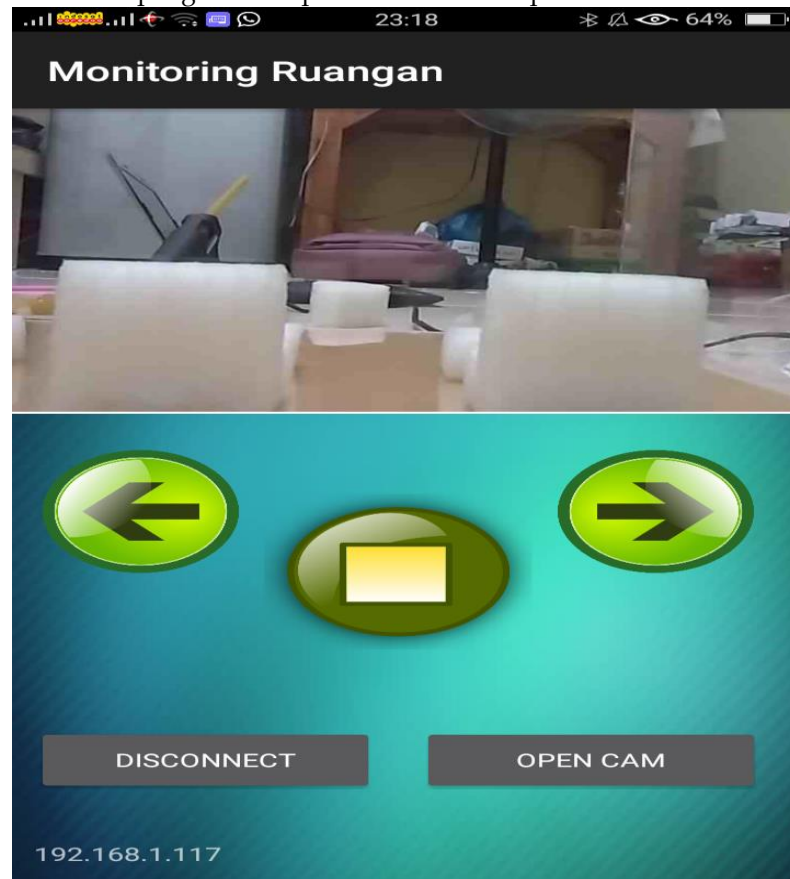 23:18
64%
Monitoring Ruangan
DISCONNECT
OPEN CAM
192.168.1.117